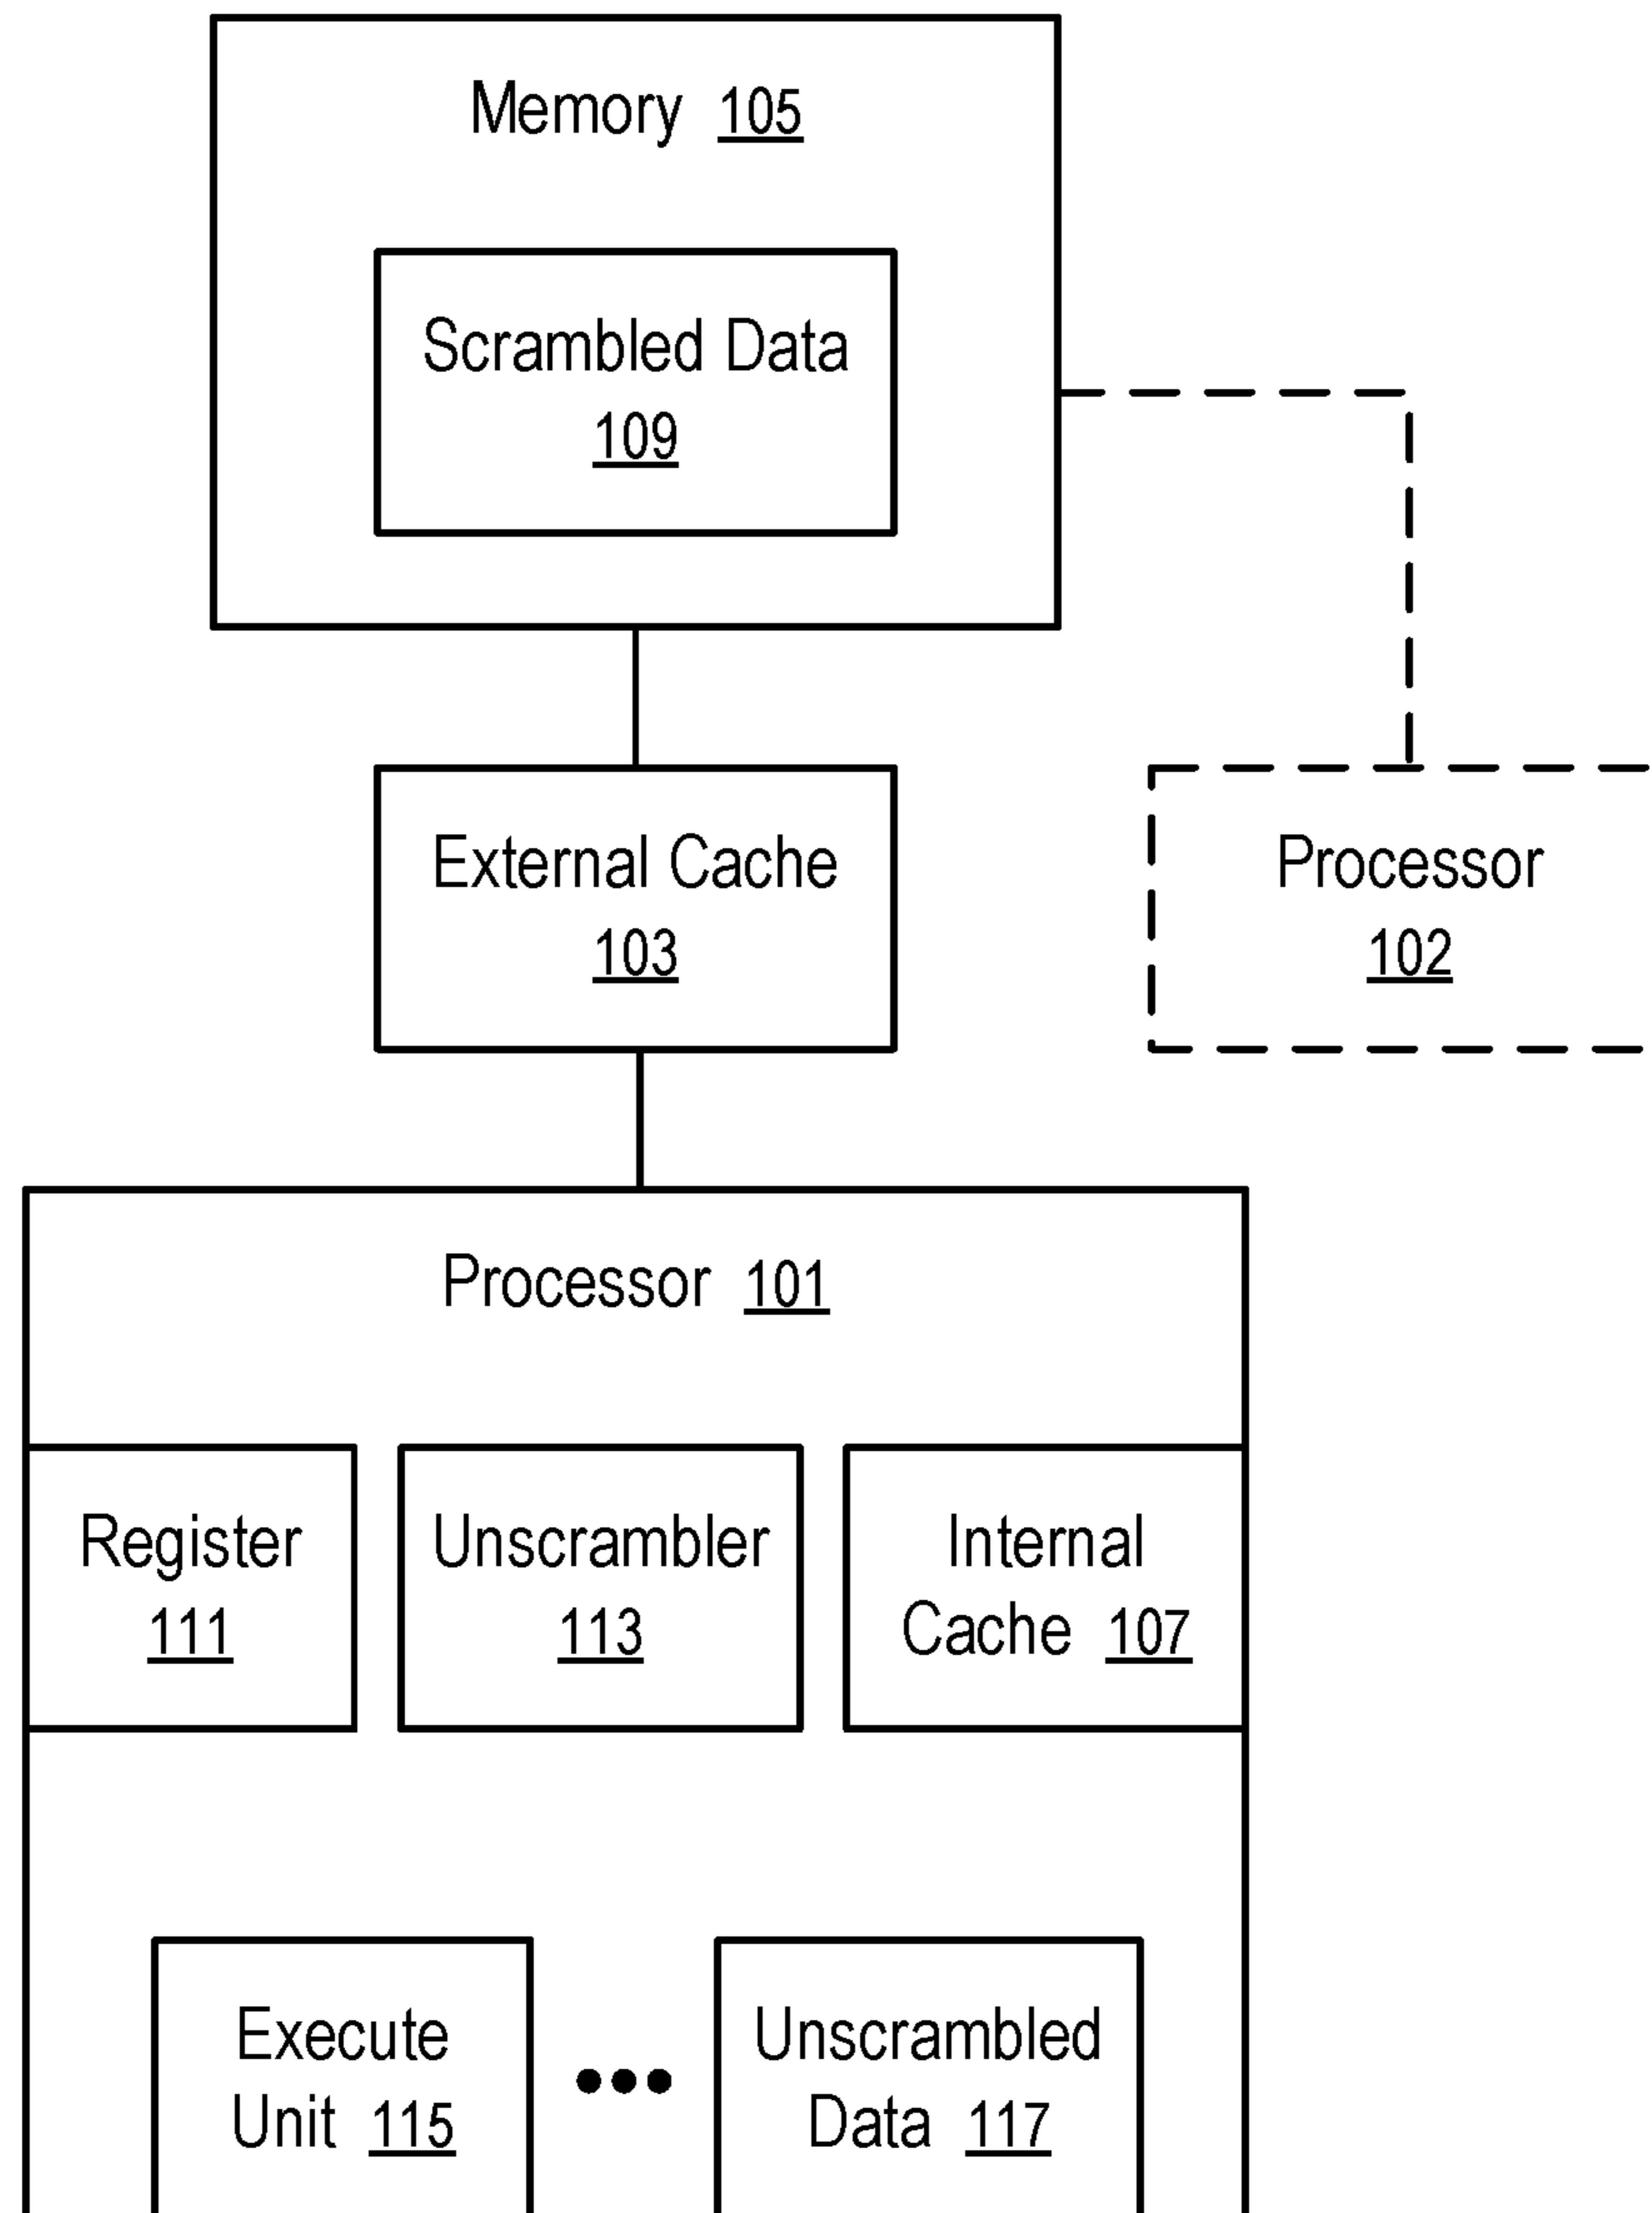 Memory 105
Scrambled Data
109
External Cache
103
Processor
102
Processor 101
Register
111
Unscrambler
113
Internal
Cache 107
Execute
Unit 115
Unscrambled
Data 117